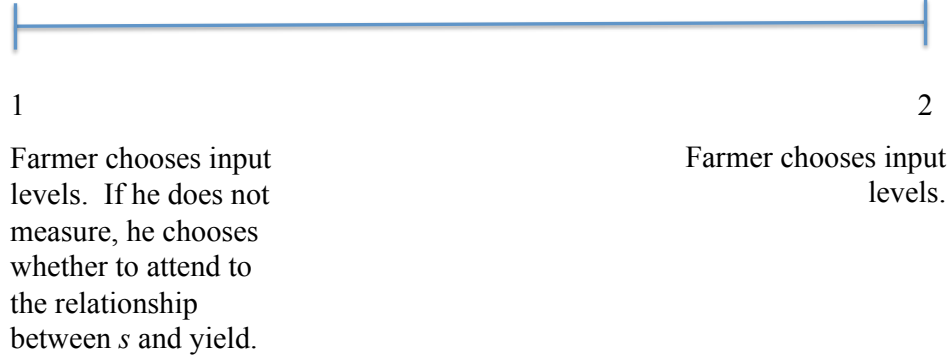 1
Farmer chooses input
levels. If he does not
measure, he chooses
whether to attend to
the relationship
between s and yield.
2
Farmer chooses input
levels.